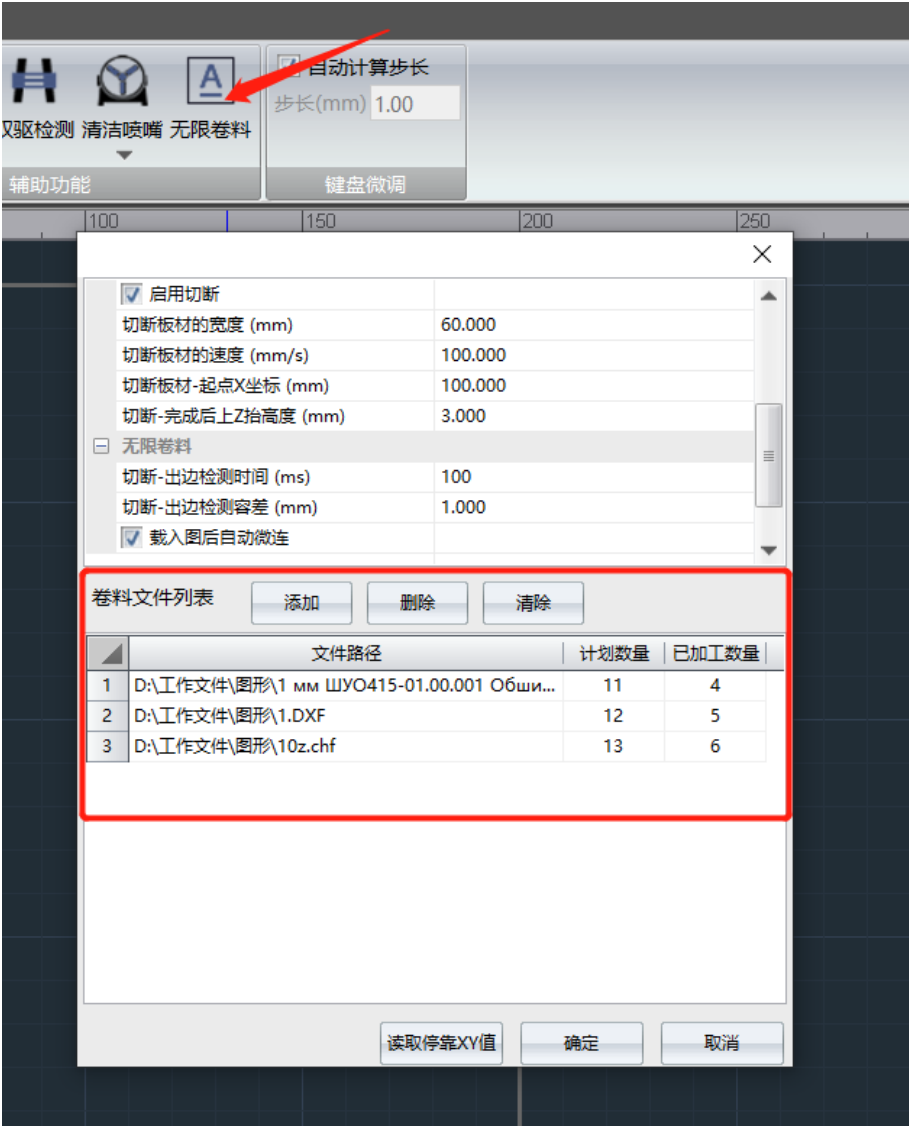 自动计算步长
步长(mm) 1.00
双驱检测 清洁喷嘴 无限卷料
辅助功能 键盘微调
100 150 200 250
启用切断
切断板材的宽度 (mm) 60.000
切断板材的速度 (mm/s) 100.000
切断板材-起点X坐标 (mm) 100.000
切断-完成后上Z抬高度 (mm) 3.000
无限卷料
切断-出边检测时间 (ms) 100
切断-出边检测容差 (mm) 1.000
载入图后自动微连
卷料文件列表 添加 删除 清除
文件路径 计划数量 已加工数量
1 D:\工作文件\图形\1 мм ШУО415-01.00.001 Обши... 11 4
2 D:\工作文件\图形\1.DXF 12 5
3 D:\工作文件\图形\10z.chf 13 6
读取停靠XY值 确定 取消